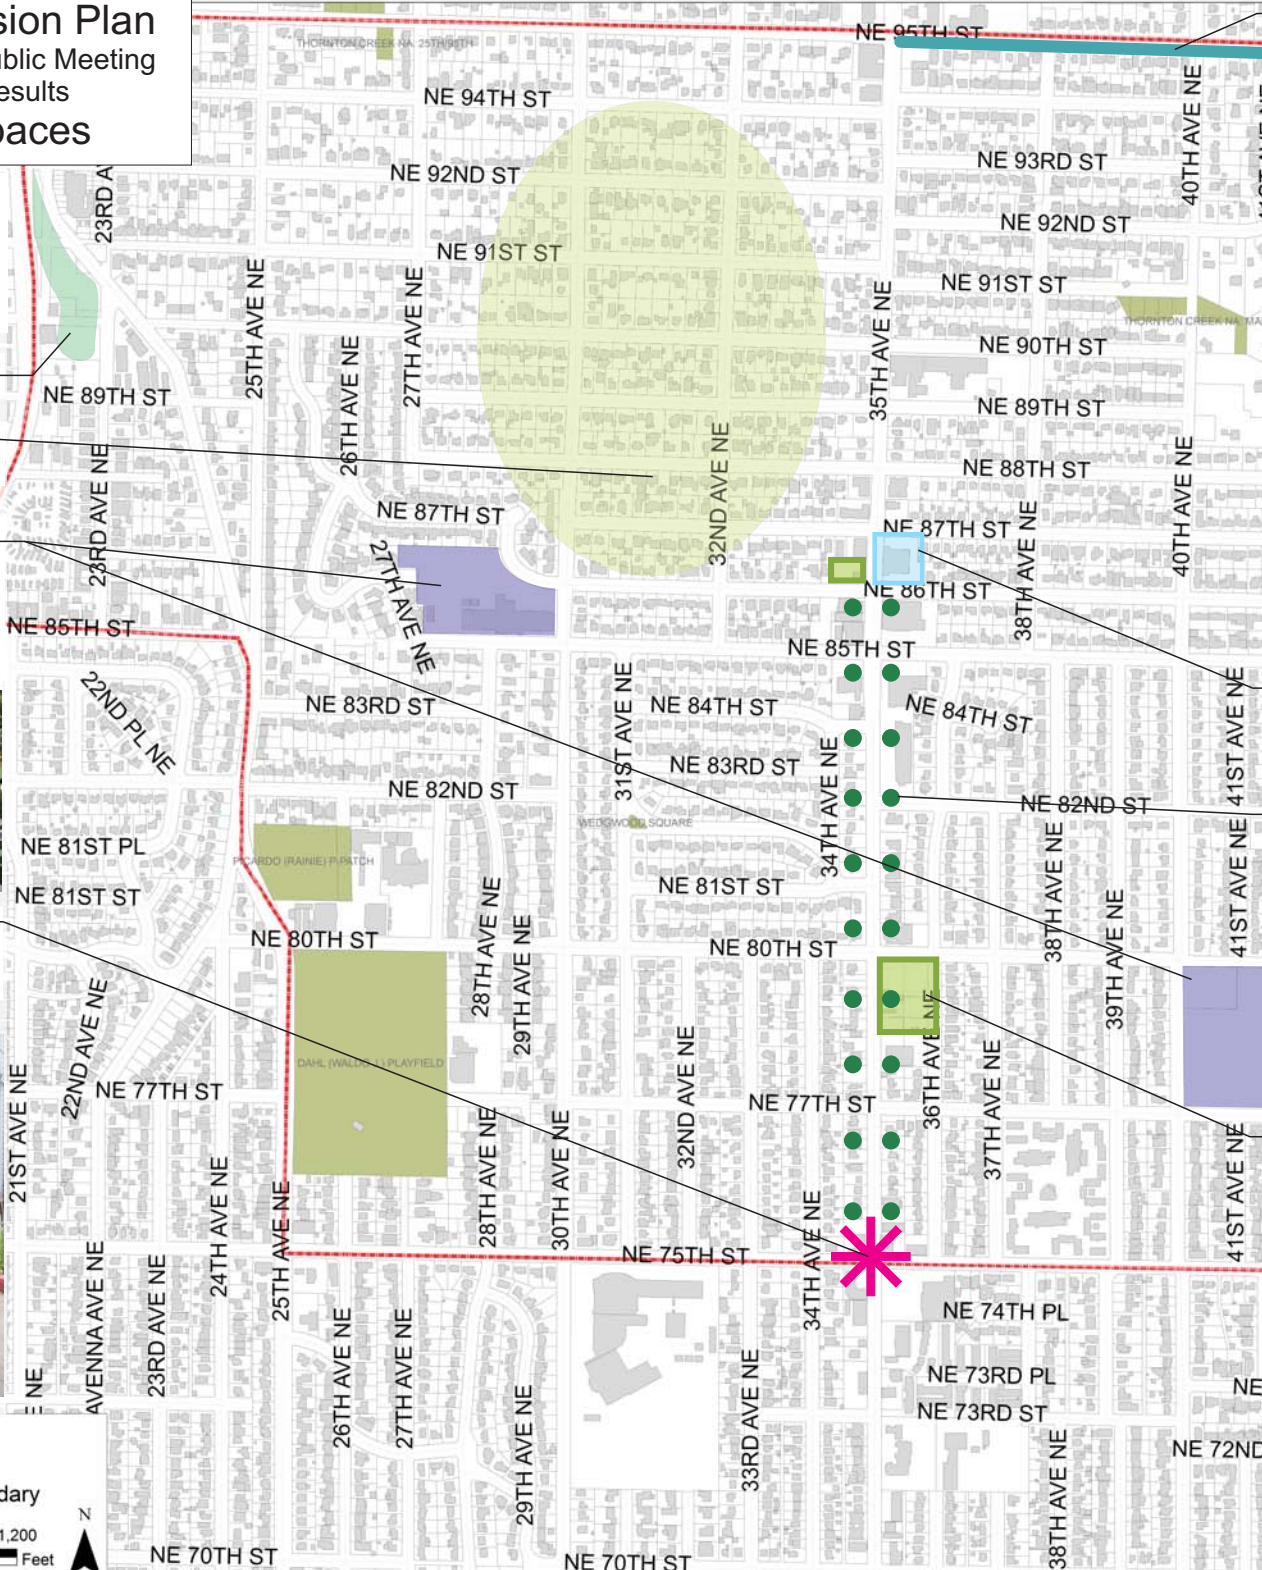 sion Plan
ublic Meeting
esults
paces
NE 95TH ST
THORNTON CREEK NA: 25TH/95TH
NE 94TH ST
40TH AVE NE
NE 93RD ST
NE 92ND ST
23RD A
NE 92ND ST
NE 91ST ST
25TH AVE NE
27TH AVE NE
35TH AVE NE
NE 91ST ST
THORNTON CREEK NA: MA
26TH AVE NE
NE 90TH ST
NE 89TH ST
NE 89TH ST
32ND AVE NE
40TH AVE NE
23RD AVE NE
NE 88TH ST
NE 87TH ST
NE 87TH ST
38TH AVE NE
27TH AVE NE
NE 86TH ST
NE 85TH ST
NE 85TH ST
22ND PL NE
NE 83RD ST
31ST AVE NE
NE 84TH ST
NE 84TH ST
41ST AVE NE
34TH AVE NE
NE 83RD ST
NE 82ND ST
NE 82ND ST
WEDGWOOD SQUARE
NE 81ST PL
PICARDO (RAINIE) P-PATCH
NE 81ST ST
NE 81ST ST
38TH AVE NE
41ST AVE NE
28TH AVE NE
29TH AVE NE
39TH AVE NE
NE 80TH ST
NE 80TH ST
22ND AVE NE
36TH AVE NE
32ND AVE NE
37TH AVE NE
DAHL (WALDO J.) PLAYFIELD
21ST AVE NE
NE 77TH ST
NE 77TH ST
28TH AVE NE
30TH AVE NE
41ST AVE NE
24TH AVE NE
25TH AVE NE
34TH AVE NE
NE 75TH ST
AVENNA AVE NE
23RD AVE NE
NE 74TH PL
26TH AVE NE
27TH AVE NE
33RD AVE NE
NE 73RD PL
NE
E NE
29TH AVE NE
NE 73RD ST
38TH AVE NE
NE 72ND
dary
N
1,200
Feet
NE 70TH ST
NE 70TH ST